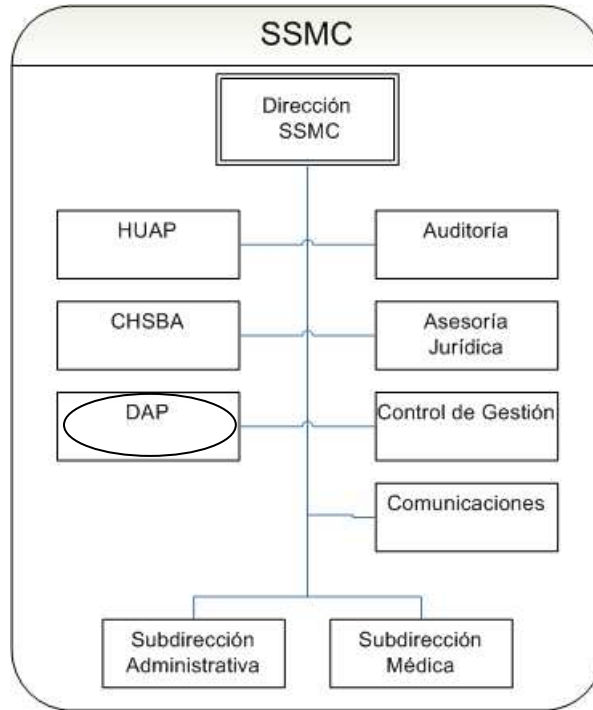 SSMC
Dirección
SSMC
HUAP
Auditoría
CHSBA
Asesoría
Jurídica
DAP
Control de Gestión
Comunicaciones
Subdirección
Administrativa
Subdirección
Médica